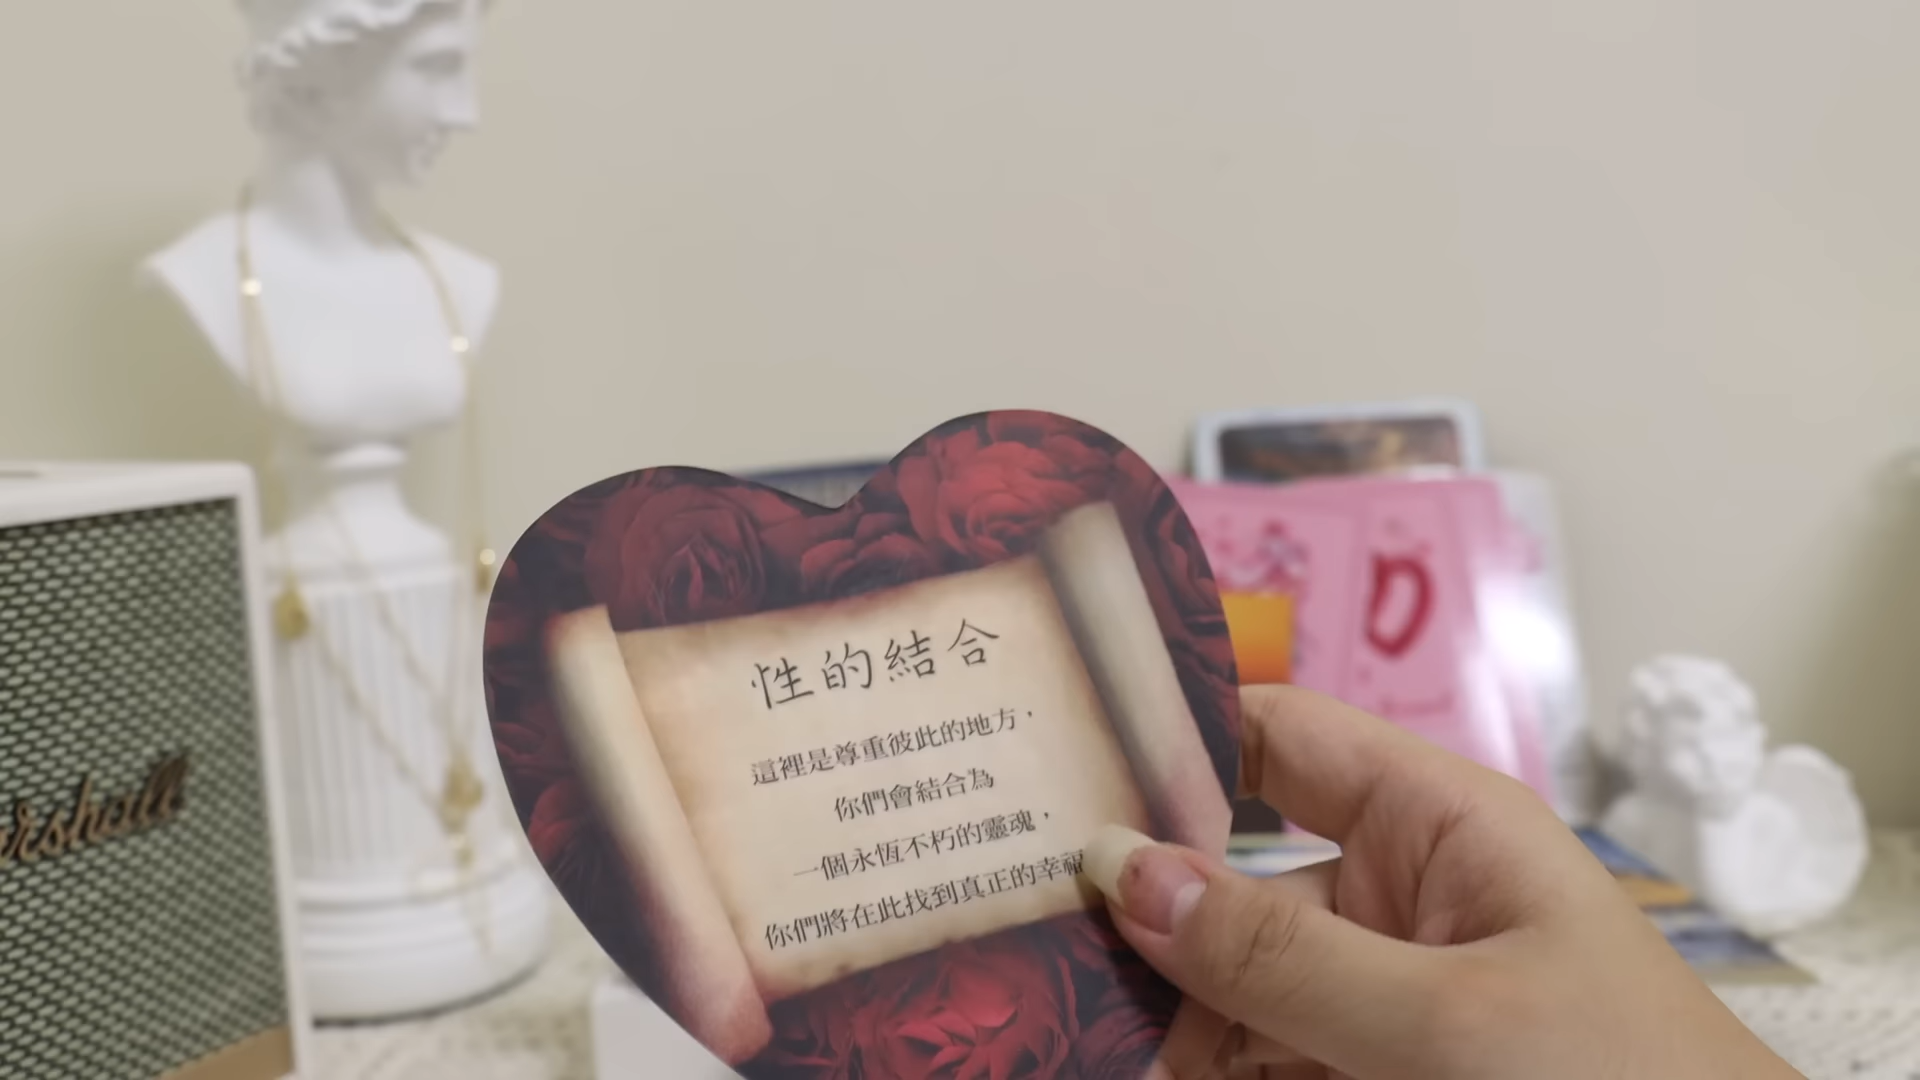 性的結合
這裡是尊重彼此的地方，
你們會結合為
一個永恆不朽的靈魂，
你們將在此找到真正的幸福
Marshall